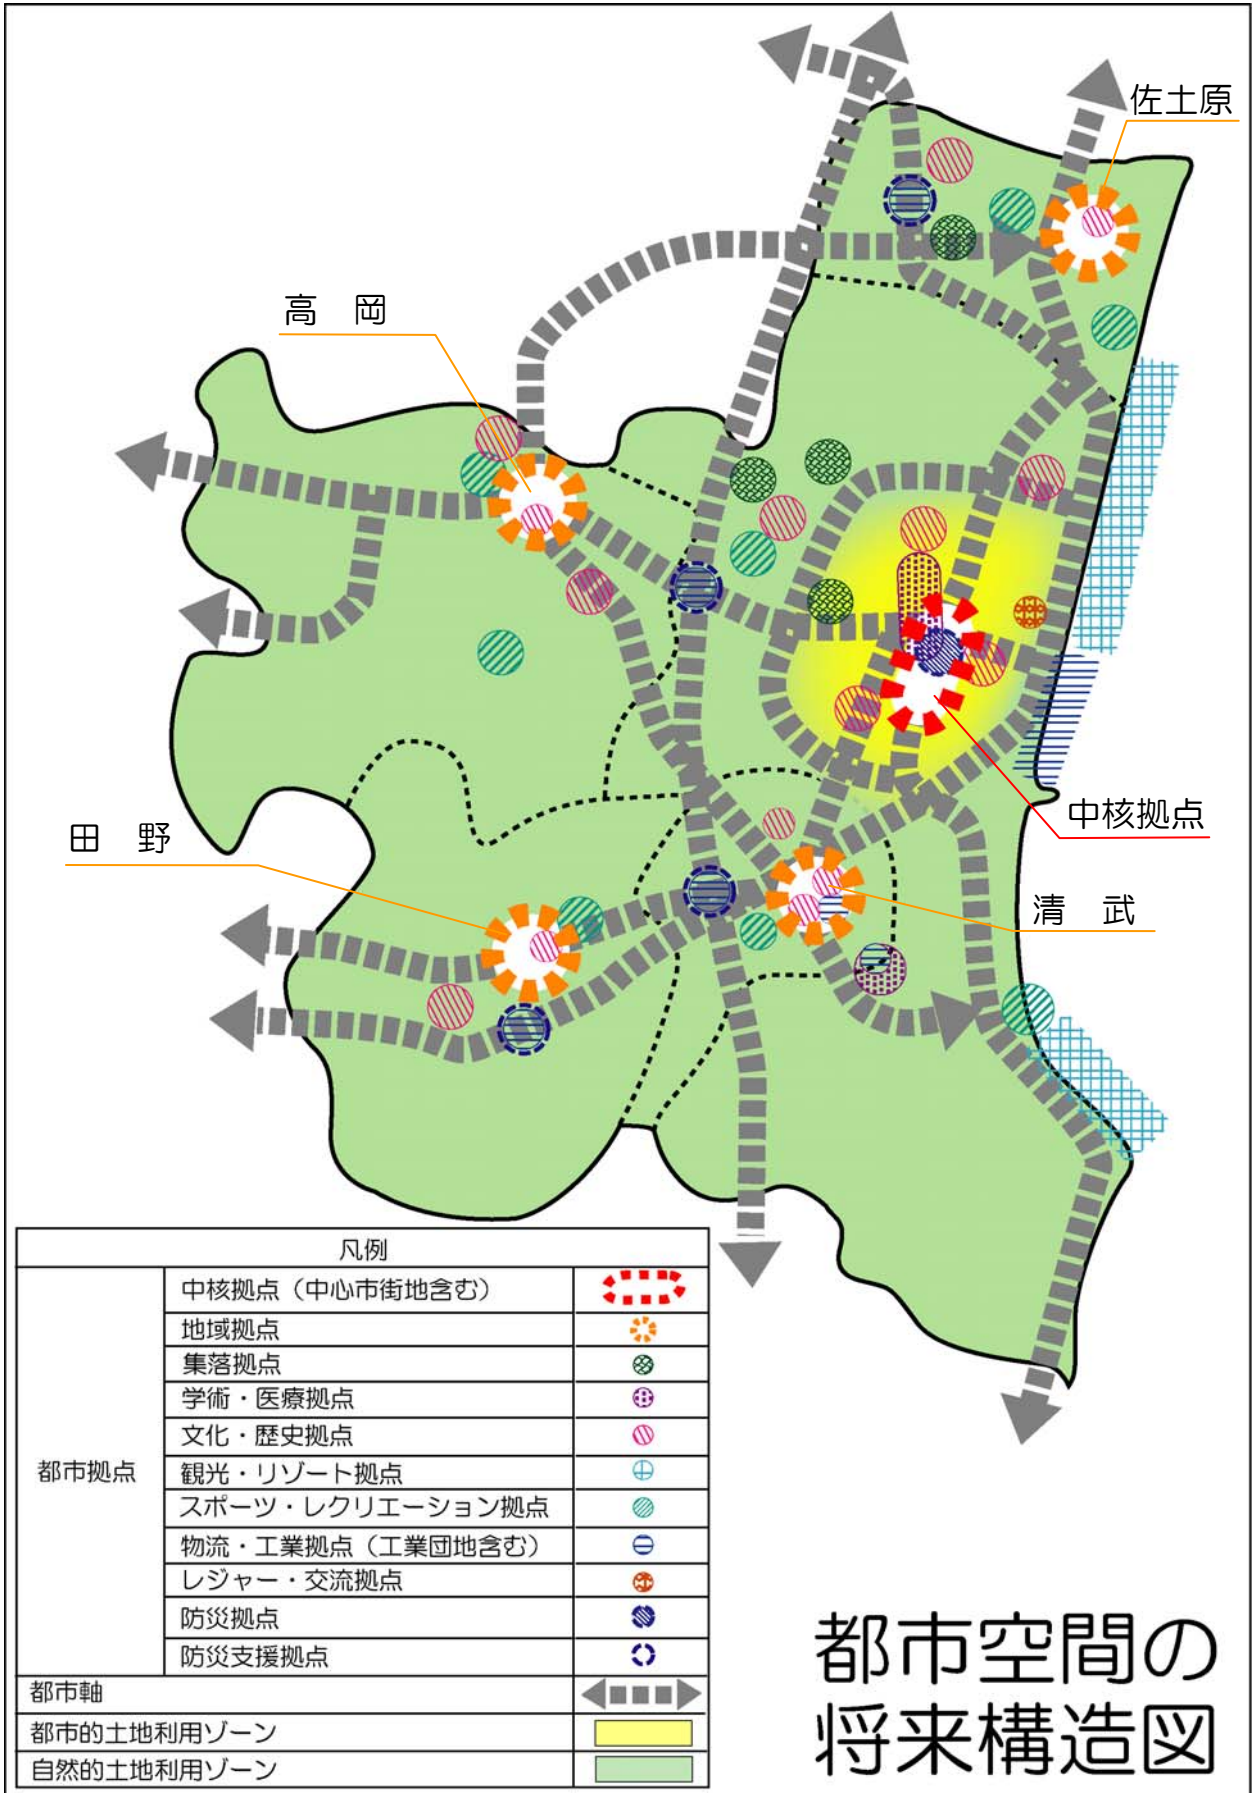 佐土原
高　岡
田　野
中核拠点
清　武
凡例
都市拠点
中核拠点（中心市街地含む）
地域拠点
集落拠点
学術・医療拠点
文化・歴史拠点
観光・リゾート拠点
スポーツ・レクリエーション拠点
物流・工業拠点（工業団地含む）
レジャー・交流拠点
防災拠点
防災支援拠点
都市軸
都市的土地利用ゾーン
自然的土地利用ゾーン
都市空間の
将来構造図